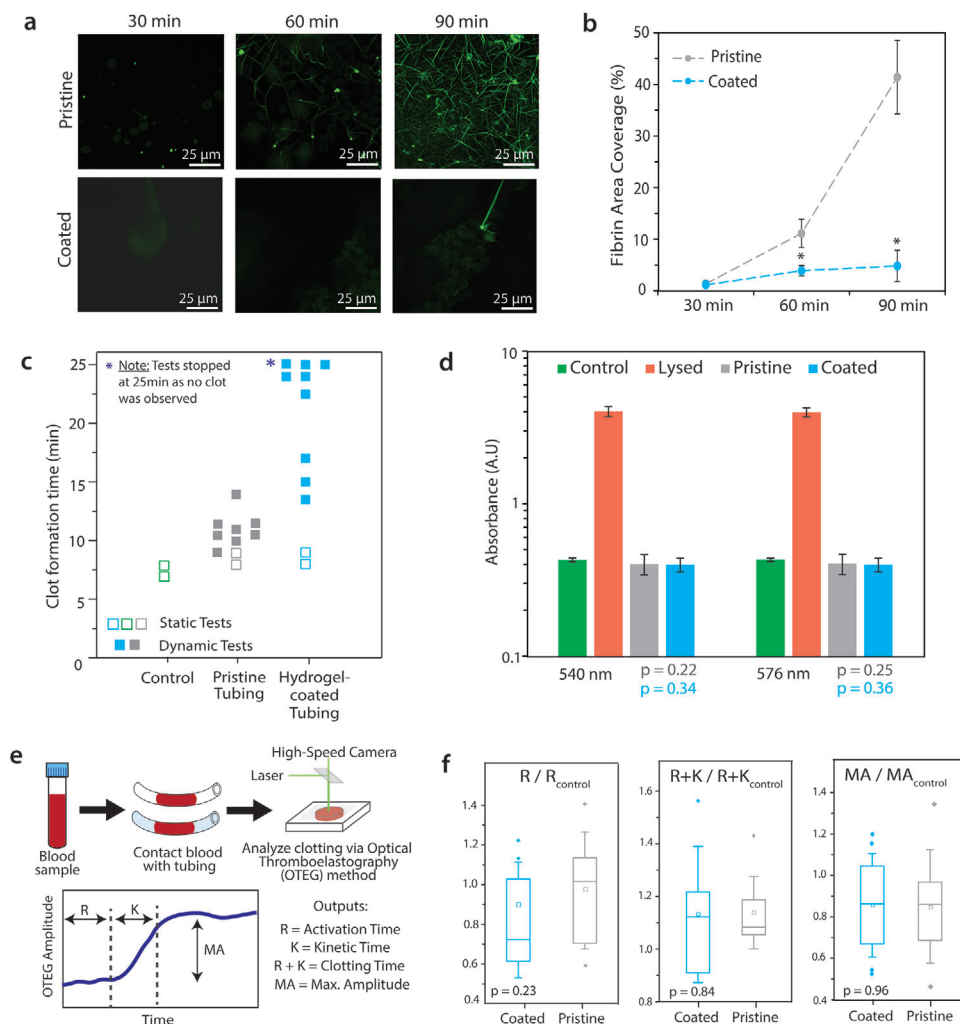 a
30 min
60 min
90 min
Pristine
25 µm
25 µm
25 µm
Coated
25 µm
25 µm
25 µm
b
Fibrin Area Coverage (%)
50
40
30
20
10
0
Pristine
Coated
*
*
30 min
60 min
90 min
c
Clot formation time (min)
25
20
15
10
5
0
* Note: Tests stopped
at 25min as no clot
was observed
*
Static Tests
Dynamic Tests
Control
Pristine
Tubing
Hydrogel-
coated
Tubing
d
Absorbance (A.U)
10
1
0.1
Control
Lysed
Pristine
Coated
540 nm
p = 0.22
p = 0.34
576 nm
p = 0.25
p = 0.36
e
High-Speed Camera
Laser
Blood
sample
Contact blood
with tubing
Analyze clotting via Optical
Thromboelastography
(OTEG) method
OTEG Amplitude
R
K
MA
Time
Outputs:
R = Activation Time
K = Kinetic Time
R + K = Clotting Time
MA = Max. Amplitude
f
R / Rcontrol
1.4
1.2
1.0
0.8
0.6
0.4
p = 0.23
Coated
Pristine
R+K / R+Kcontrol
1.6
1.4
1.2
1.0
0.8
p = 0.84
Coated
Pristine
MA / MAcontrol
1.4
1.2
1.0
0.8
0.6
0.4
p = 0.96
Coated
Pristine